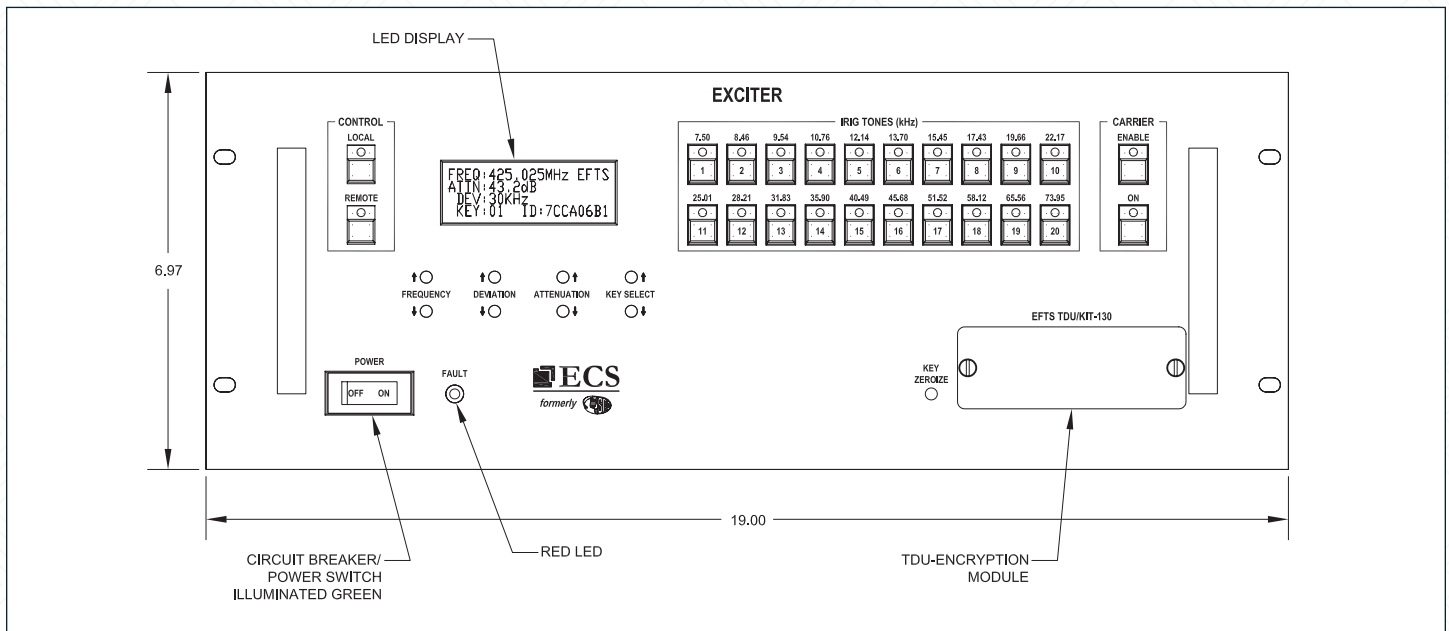 LED DISPLAY
EXCITER
CONTROL
LOCAL
REMOTE
FREQ:425.025MHz EFTS
ATIN:43.2dB
DEV:30KHz
KEY:01 ID:7CCA06B1
IRIG TONES (kHz)
7.50 8.46 9.54 10.76 12.14 13.70 15.45 17.43 19.66 22.17
1 2 3 4 5 6 7 8 9 10
25.01 28.21 31.83 35.90 40.49 45.68 51.52 58.12 65.56 73.95
11 12 13 14 15 16 17 18 19 20
CARRIER
ENABLE
ON
6.97
FREQUENCY DEVIATION ATTENUATION KEY SELECT
EFTS TDU/KIT-130
POWER
OFF ON
FAULT
ECS
formerly
KEY
ZEROIZE
19.00
CIRCUIT BREAKER/
POWER SWITCH
ILLUMINATED GREEN
RED LED
TDU-ENCRYPTION
MODULE